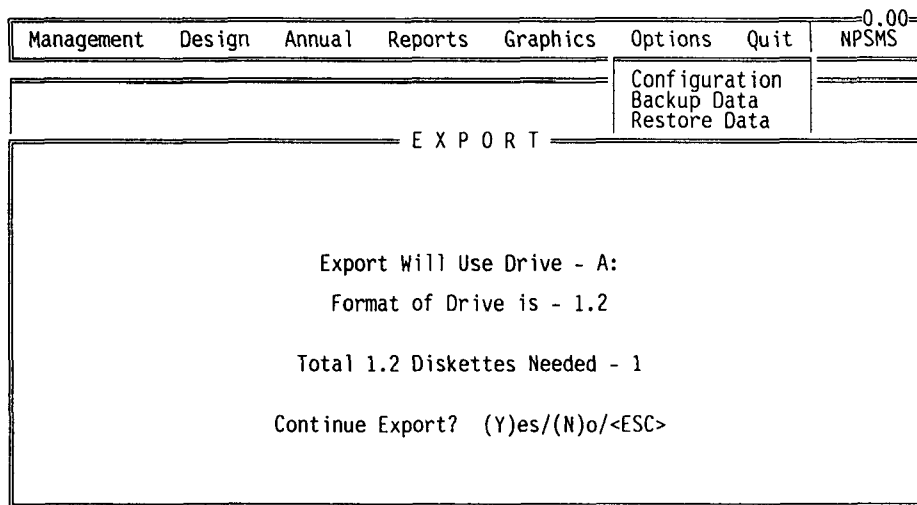 0.00
Management Design Annual Reports Graphics Options Quit NPSMS
Configuration
Backup Data
Restore Data
E X P O R T
Export Will Use Drive - A:
Format of Drive is - 1.2
Total 1.2 Diskettes Needed - 1
Continue Export? (Y)es/(N)o/<ESC>